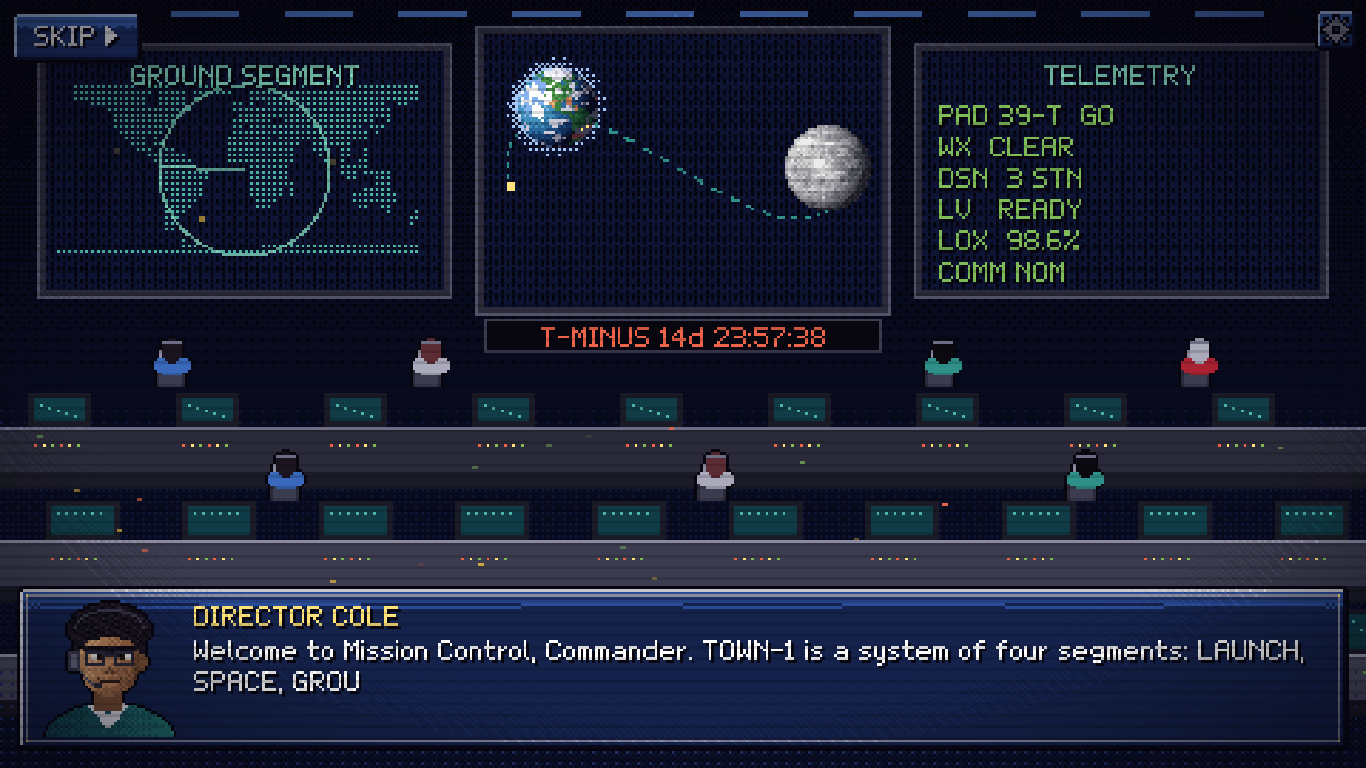 SKIP
GROUND SEGMENT
TELEMETRY
PAD 39-T GO
WX CLEAR
DSN 3 STN
LV READY
LOX 98.6%
COMM NOM
T-MINUS 14d 23:57:38
DIRECTOR COLE
Welcome to Mission Control, Commander. TOWN-1 is a system of four segments: LAUNCH,
SPACE, GROU